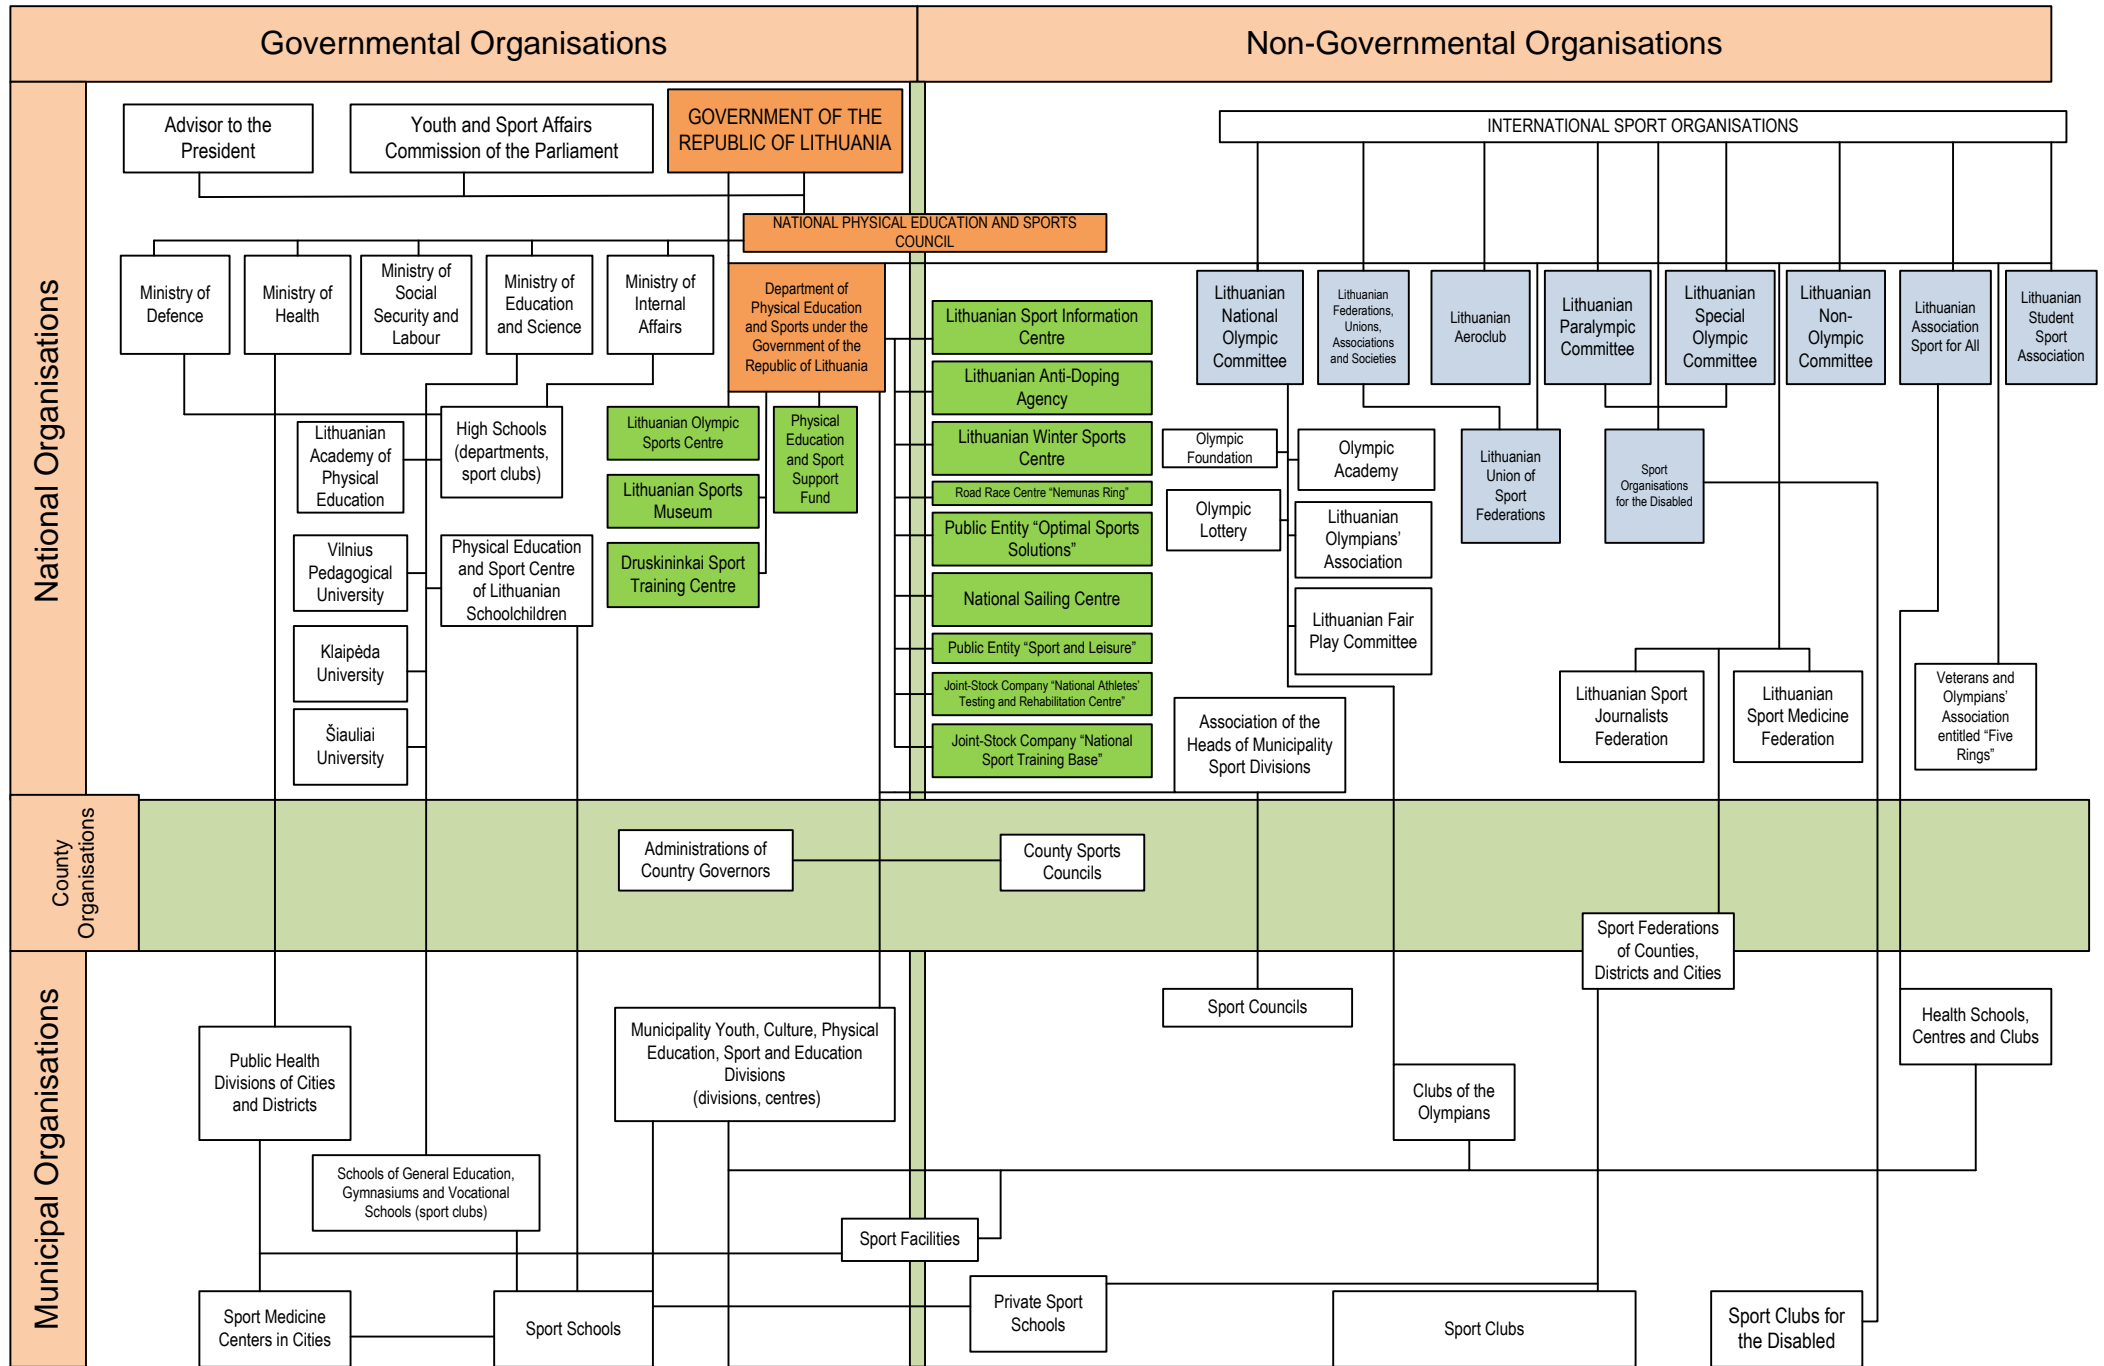 Governmental Organisations
Non-Governmental Organisations
National Organisations
Advisor to the
President
Youth and Sport Affairs
Commission of the Parliament
GOVERNMENT OF THE
REPUBLIC OF LITHUANIA
INTERNATIONAL SPORT ORGANISATIONS
NATIONAL PHYSICAL EDUCATION AND SPORTS
COUNCIL
Ministry of
Defence
Ministry of
Health
Ministry of
Social
Security and
Labour
Ministry of
Education
and Science
Ministry of
Internal
Affairs
Department of
Physical Education
and Sports under the
Government of the
Republic of Lithuania
Lithuanian Sport Information
Centre
Lithuanian Anti-Doping
Agency
Lithuanian Winter Sports
Centre
Road Race Centre “Nemunas Ring”
Public Entity “Optimal Sports
Solutions”
National Sailing Centre
Public Entity “Sport and Leisure”
Joint-Stock Company “National Athletes’
Testing and Rehabilitation Centre”
Joint-Stock Company “National
Sport Training Base”
Lithuanian
National
Olympic
Committee
Lithuanian
Federations,
Unions,
Associations
and Societies
Lithuanian
Aeroclub
Lithuanian
Paralympic
Committee
Lithuanian
Special
Olympic
Committee
Lithuanian
Non-
Olympic
Committee
Lithuanian
Association
Sport for All
Lithuanian
Student
Sport
Association
Lithuanian
Academy of
Physical
Education
High Schools
(departments,
sport clubs)
Lithuanian Olympic
Sports Centre
Physical
Education
and Sport
Support
Fund
Lithuanian Sports
Museum
Druskininkai Sport
Training Centre
Vilnius
Pedagogical
University
Physical Education
and Sport Centre
of Lithuanian
Schoolchildren
Klaipėda
University
Šiauliai
University
Olympic
Foundation
Olympic
Academy
Olympic
Lottery
Lithuanian
Olympians’
Association
Lithuanian Fair
Play Committee
Lithuanian
Union of
Sport
Federations
Sport
Organisations
for the Disabled
Association of the
Heads of Municipality
Sport Divisions
Lithuanian Sport
Journalists
Federation
Lithuanian
Sport Medicine
Federation
Veterans and
Olympians’
Association
entitled “Five
Rings”
County
Organisations
Administrations of
Country Governors
County Sports
Councils
Sport Federations
of Counties,
Districts and Cities
Municipal Organisations
Sport Councils
Health Schools,
Centres and Clubs
Public Health
Divisions of Cities
and Districts
Municipality Youth, Culture, Physical
Education, Sport and Education
Divisions
(divisions, centres)
Clubs of the
Olympians
Schools of General Education,
Gymnasiums and Vocational
Schools (sport clubs)
Sport Facilities
Sport Medicine
Centers in Cities
Sport Schools
Private Sport
Schools
Sport Clubs
Sport Clubs for
the Disabled